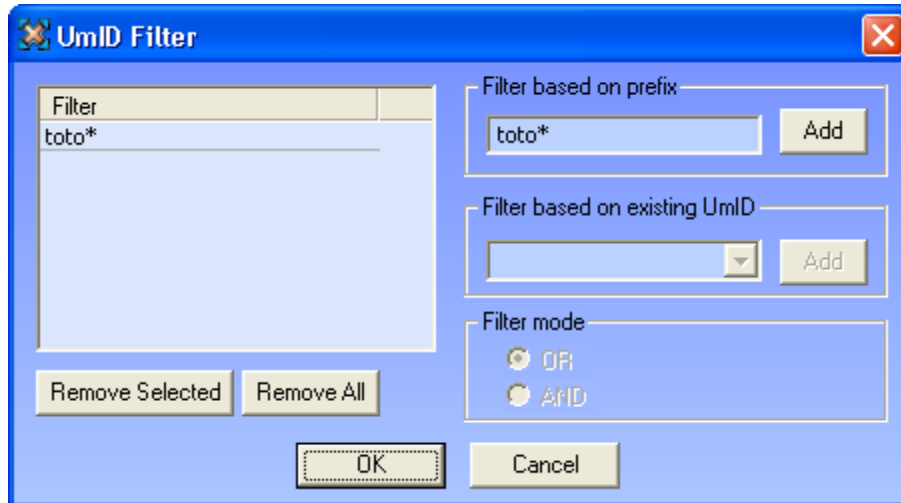 UmID Filter
Filter
toto*
Remove Selected
Remove All
Filter based on prefix
toto*
Add
Filter based on existing UmID
Add
Filter mode
OR
AND
OK
Cancel